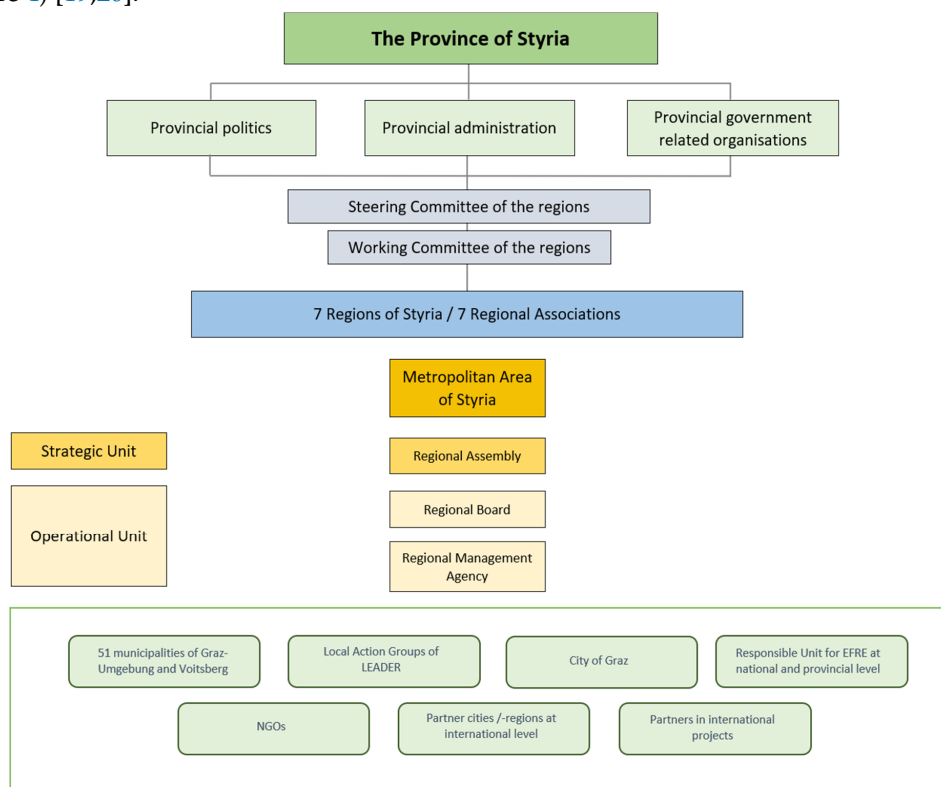 [19,20].
The Province of Styria
Provincial politics
Provincial administration
Provincial government
related organisations
Steering Committee of the regions
Working Committee of the regions
7 Regions of Styria / 7 Regional Associations
Metropolitan Area
of Styria
Strategic Unit
Regional Assembly
Operational Unit
Regional Board
Regional Management
Agency
51 municipalities of Graz-
Umgebung and Voitsberg
Local Action Groups of
LEADER
City of Graz
Responsible Unit for EFRE at
national and provincial level
NGOs
Partner cities /-regions at
international level
Partners in international
projects